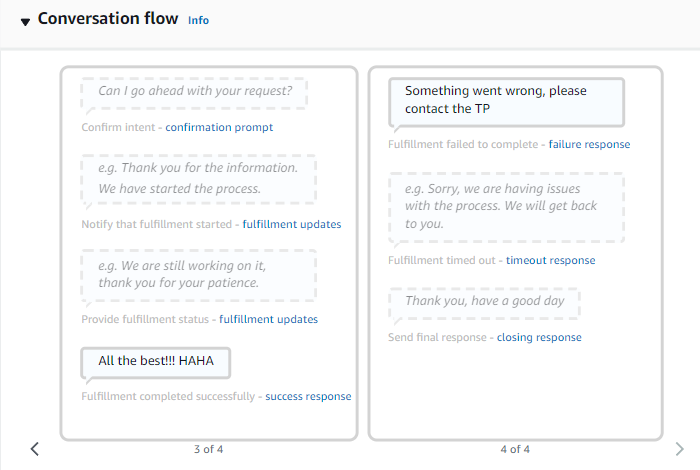 Conversation flow Info
Can I go ahead with your request?
Confirm intent - confirmation prompt
e.g. Thank you for the information.
We have started the process.
Notify that fulfillment started - fulfillment updates
e.g. We are still working on it,
thank you for your patience.
Provide fulfillment status - fulfillment updates
All the best!!! HAHA
Fulfillment completed successfully - success response
3 of 4
Something went wrong, please
contact the TP
Fulfillment failed to complete - failure response
e.g. Sorry, we are having issues
with the process. We will get back
to you.
Fulfillment timed out - timeout response
Thank you, have a good day
Send final response - closing response
4 of 4